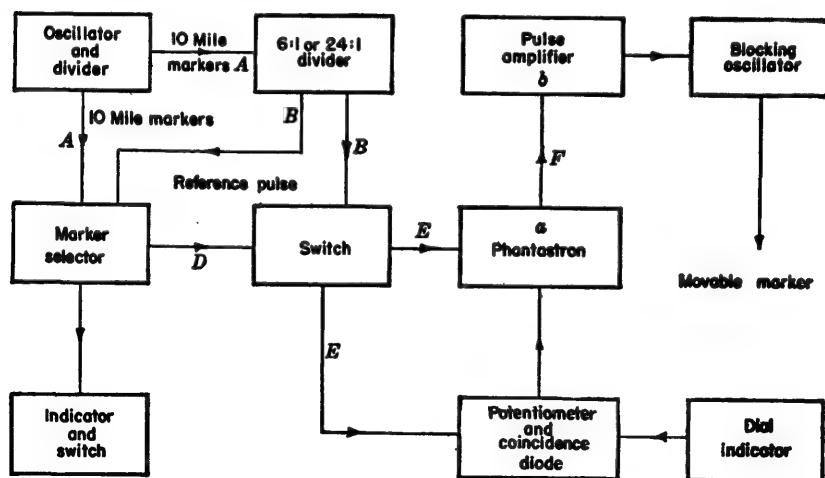 Oscillator
and
divider
10 Mile
markers A
6:1 or 24:1
divider
Pulse
amplifier
b
Blocking
oscillator
A
10 Mile markers
B
B
F
Reference pulse
Marker
selector
D
Switch
E
a
Phantastron
Movable marker
E
Indicator
and
switch
Potentiometer
and
coincidence
diode
Dial
indicator